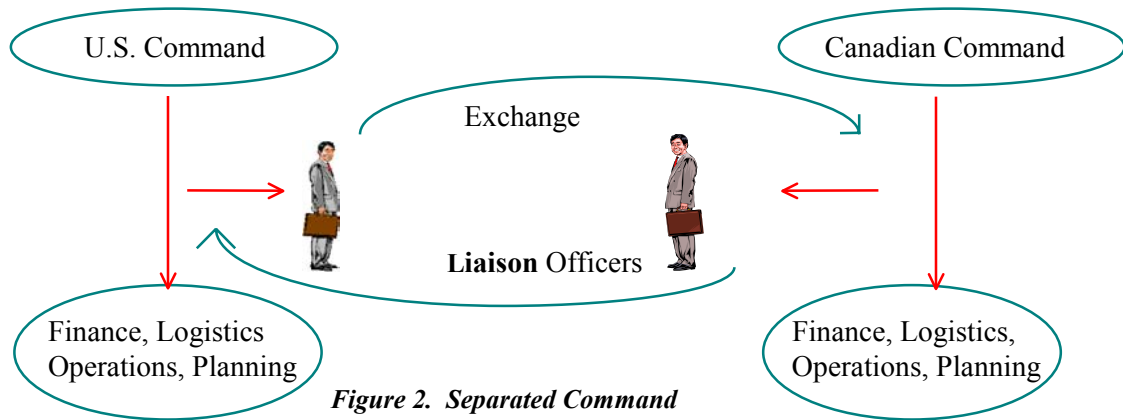 U.S. Command
Canadian Command
Exchange
Liaison Officers
Finance, Logistics
Operations, Planning
Finance, Logistics,
Operations, Planning
Figure 2. Separated Command